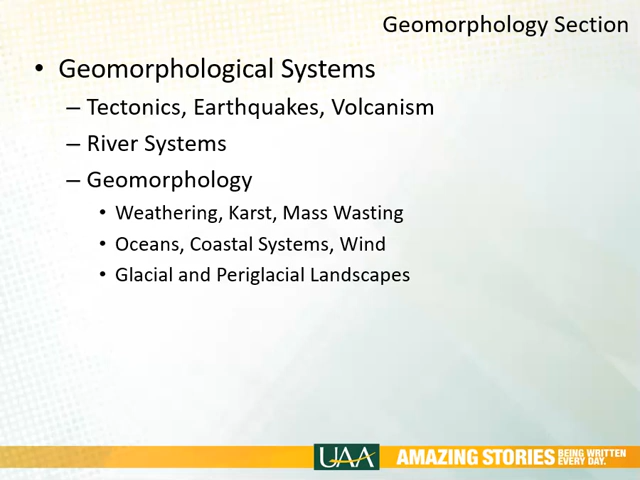 Geomorphology Section
• Geomorphological Systems
– Tectonics, Earthquakes, Volcanism
– River Systems
– Geomorphology
• Weathering, Karst, Mass Wasting
• Oceans, Coastal Systems, Wind
• Glacial and Periglacial Landscapes
UAA AMAZING STORIES BEING WRITTEN
EVERY DAY.